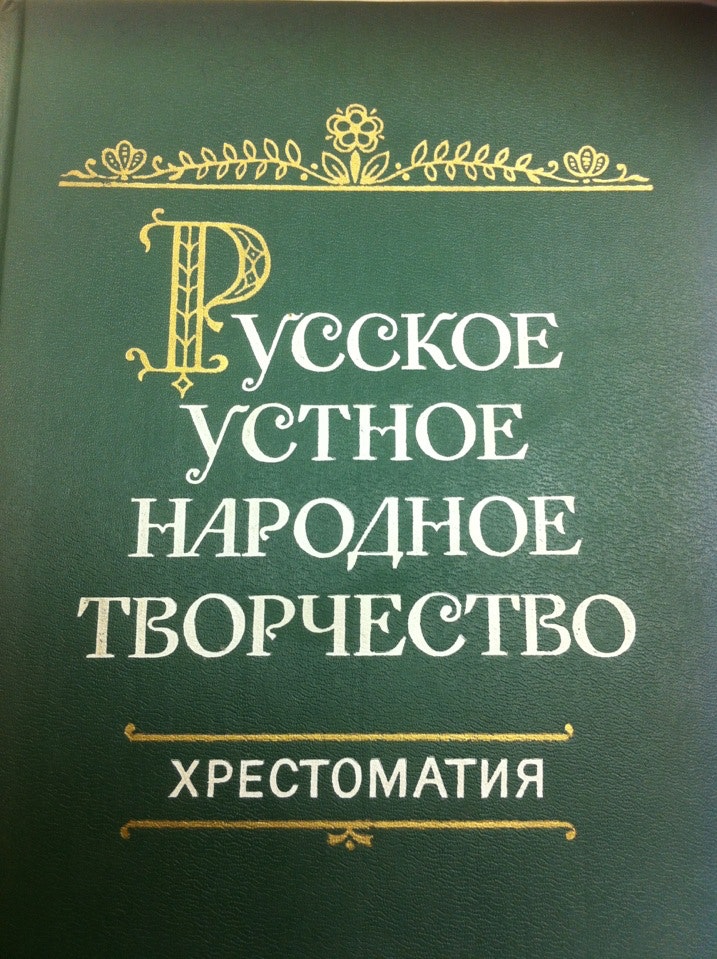 Русское
устное
народное
творчество
хрестоматия